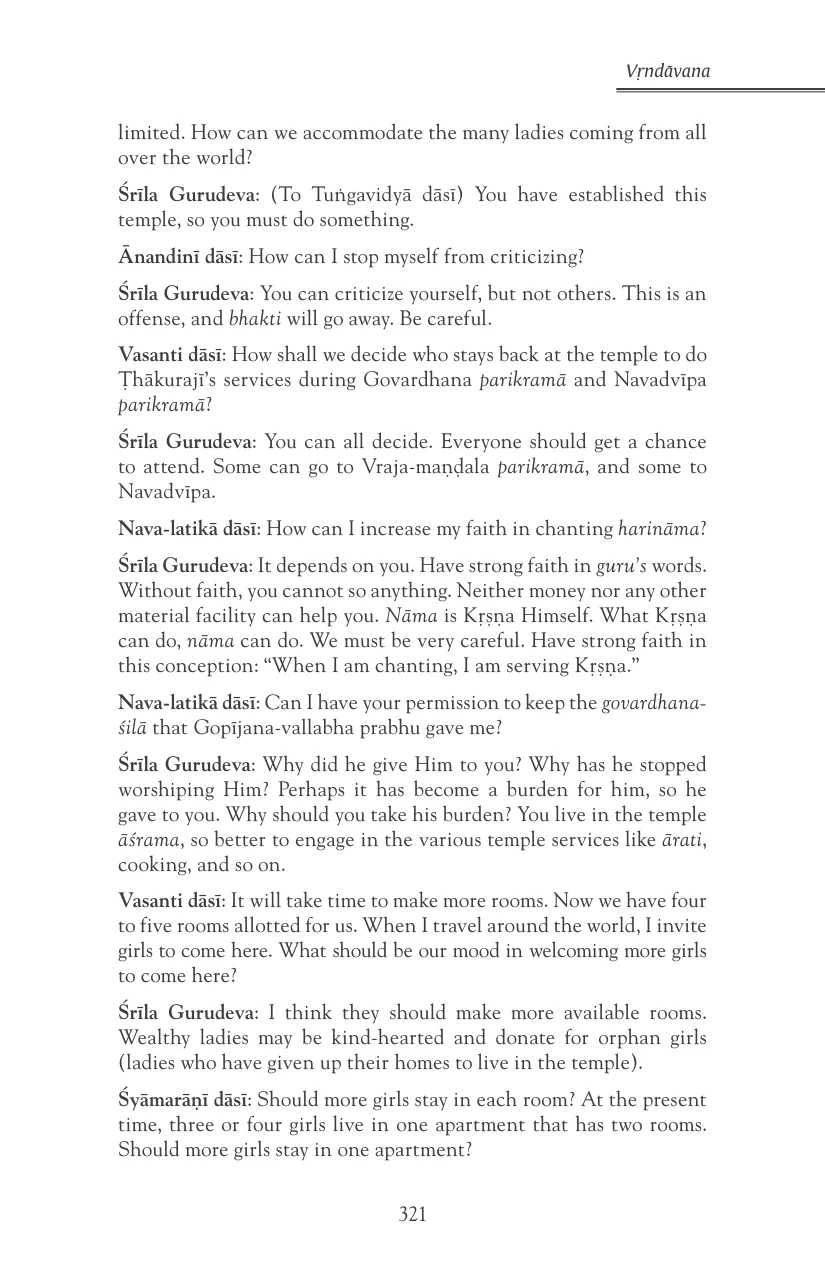 Vṛndāvana
limited. How can we accommodate the many ladies coming from all
over the world?
Śrīla Gurudeva: (To Tuṅgavidyā dāsī) You have established this
temple, so you must do something.
Ānandinī dāsī: How can I stop myself from criticizing?
Śrīla Gurudeva: You can criticize yourself, but not others. This is an
offense, and bhakti will go away. Be careful.
Vasanti dāsī: How shall we decide who stays back at the temple to do
Ṭhākurajī’s services during Govardhana parikramā and Navadvīpa
parikramā?
Śrīla Gurudeva: You can all decide. Everyone should get a chance
to attend. Some can go to Vraja-maṇḍala parikramā, and some to
Navadvīpa.
Nava-latikā dāsī: How can I increase my faith in chanting harināma?
Śrīla Gurudeva: It depends on you. Have strong faith in guru’s words.
Without faith, you cannot so anything. Neither money nor any other
material facility can help you. Nāma is Kṛṣṇa Himself. What Kṛṣṇa
can do, nāma can do. We must be very careful. Have strong faith in
this conception: “When I am chanting, I am serving Kṛṣṇa.”
Nava-latikā dāsī: Can I have your permission to keep the govardhana-
śilā that Gopījana-vallabha prabhu gave me?
Śrīla Gurudeva: Why did he give Him to you? Why has he stopped
worshiping Him? Perhaps it has become a burden for him, so he
gave to you. Why should you take his burden? You live in the temple
āśrama, so better to engage in the various temple services like ārati,
cooking, and so on.
Vasanti dāsī: It will take time to make more rooms. Now we have four
to five rooms allotted for us. When I travel around the world, I invite
girls to come here. What should be our mood in welcoming more girls
to come here?
Śrīla Gurudeva: I think they should make more available rooms.
Wealthy ladies may be kind-hearted and donate for orphan girls
(ladies who have given up their homes to live in the temple).
Śyāmarāṇī dāsī: Should more girls stay in each room? At the present
time, three or four girls live in one apartment that has two rooms.
Should more girls stay in one apartment?
321